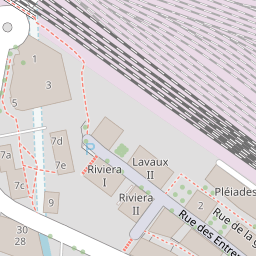 1
3
5
7d
7a
7e
7c
9
30
28
Riviera
I
Lavaux
II
Riviera
II
Pléiades
2
Rue des Entre
Rue de la g